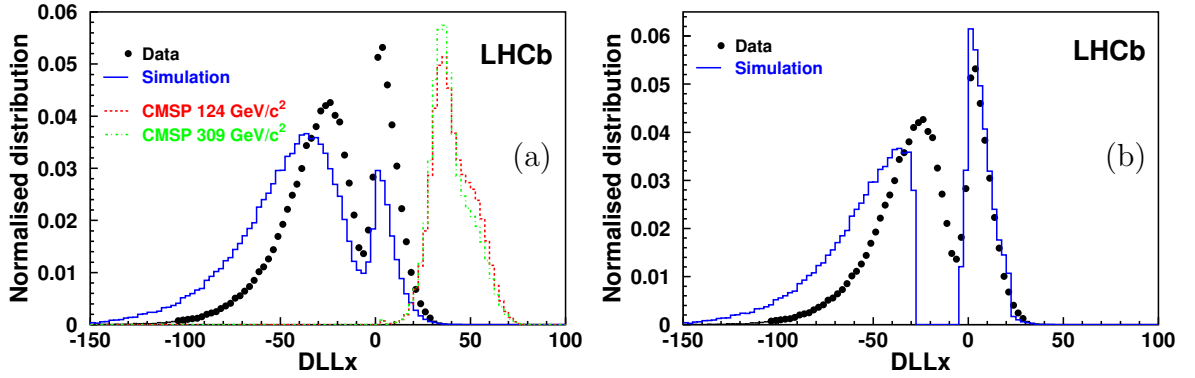 0.06
0.05
0.04
0.03
0.02
0.01
0
Normalised distribution
Data
Simulation
CMSP 124 GeV/c²
CMSP 309 GeV/c²
LHCb
(a)
-150 -100 -50 0 50 100
DLLx
0.06
0.05
0.04
0.03
0.02
0.01
0
Normalised distribution
Data
Simulation
LHCb
(b)
-150 -100 -50 0 50 100
DLLx